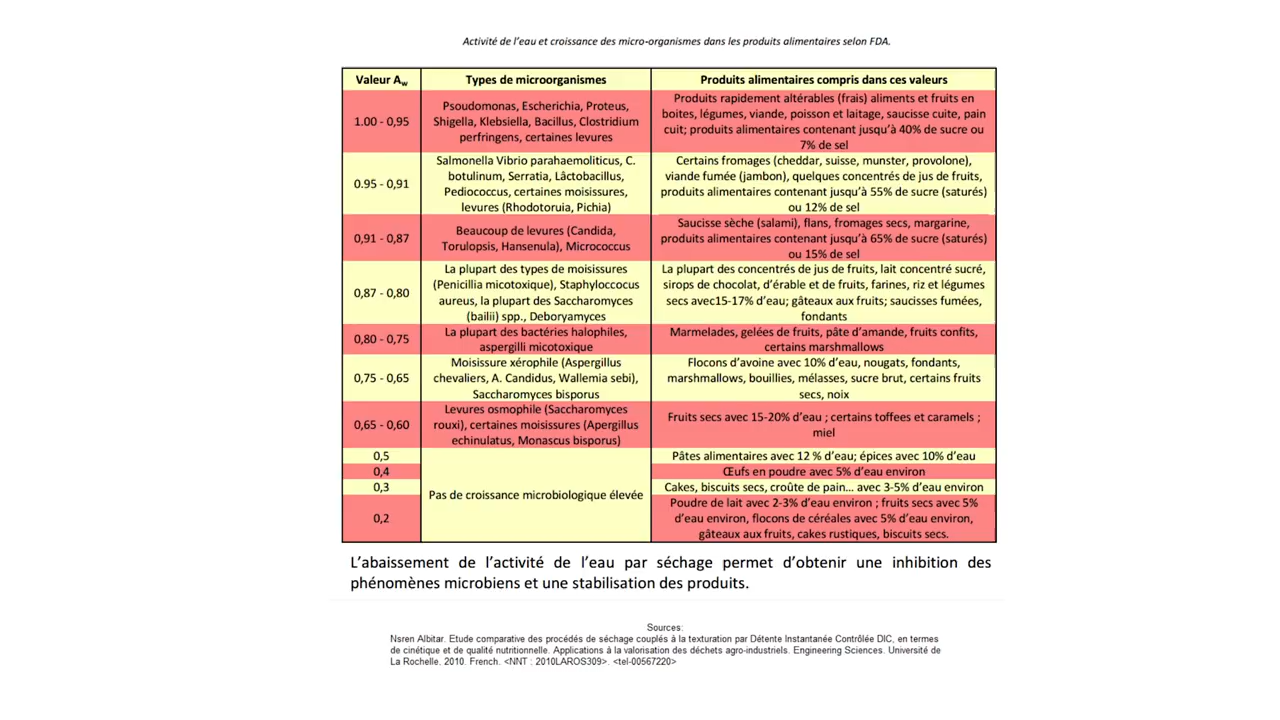 Activité de l'eau et croissance des micro-organismes dans les produits alimentaires selon FDA.
Valeur Aw
Types de microorganismes
Produits alimentaires compris dans ces valeurs
1.00 - 0,95
Psoudomonas, Escherichia, Proteus,
Shigella, Klebsiella, Bacillus, Clostridium
perfringens, certaines levures
Produits rapidement altérables (frais) aliments et fruits en
boites, légumes, viande, poisson et laitage, saucisse cuite, pain
cuit; produits alimentaires contenant jusqu'à 40% de sucre ou
7% de sel
0.95 - 0,91
Salmonella Vibrio parahaemoliticus, C.
botulinum, Serratia, Lâctobacillus,
Pediococcus, certaines moisissures,
levures (Rhodotoruia, Pichia)
Certains fromages (cheddar, suisse, munster, provolone),
viande fumée (jambon), quelques concentrés de jus de fruits,
produits alimentaires contenant jusqu'à 55% de sucre (saturés)
ou 12% de sel
0,91 - 0,87
Beaucoup de levures (Candida,
Torulopsis, Hansenula), Micrococcus
Saucisse sèche (salami), flans, fromages secs, margarine,
produits alimentaires contenant jusqu'à 65% de sucre (saturés)
ou 15% de sel
0,87 - 0,80
La plupart des types de moisissures
(Penicillia micotoxique), Staphyloccocus
aureus, la plupart des Saccharomyces
(bailii) spp., Deboryamyces
La plupart des concentrés de jus de fruits, lait concentré sucré,
sirops de chocolat, d'érable et de fruits, farines, riz et légumes
secs avec15-17% d'eau; gâteaux aux fruits; saucisses fumées,
fondants
0,80 - 0,75
La plupart des bactéries halophiles,
aspergilli micotoxique
Marmelades, gelées de fruits, pâte d'amande, fruits confits,
certains marshmallows
0,75 - 0,65
Moisissure xérophile (Aspergillus
chevaliers, A. Candidus, Wallemia sebi),
Saccharomyces bisporus
Flocons d'avoine avec 10% d'eau, nougats, fondants,
marshmallows, bouillies, mélasses, sucre brut, certains fruits
secs, noix
0,65 - 0,60
Levures osmophile (Saccharomyces
rouxi), certaines moisissures (Apergillus
echinulatus, Monascus bisporus)
Fruits secs avec 15-20% d'eau ; certains toffees et caramels ;
miel
0,5
Pas de croissance microbiologique élevée
Pâtes alimentaires avec 12 % d'eau; épices avec 10% d'eau
0,4
Œufs en poudre avec 5% d'eau environ
0,3
Cakes, biscuits secs, croûte de pain... avec 3-5% d'eau environ
0,2
Poudre de lait avec 2-3% d'eau environ ; fruits secs avec 5%
d'eau environ, flocons de céréales avec 5% d'eau environ,
gâteaux aux fruits, cakes rustiques, biscuits secs.
L'abaissement de l'activité de l'eau par séchage permet d'obtenir une inhibition des
phénomènes microbiens et une stabilisation des produits.
Sources:
Nsren Albitar. Etude comparative des procédés de séchage couplés à la texturation par Détente Instantanée Contrôlée DIC, en termes
de cinétique et de qualité nutritionnelle. Applications à la valorisation des déchets agro-industriels. Engineering Sciences. Université de
La Rochelle. 2010. French. <NNT : 2010LAROS309>. <tel-00567220>